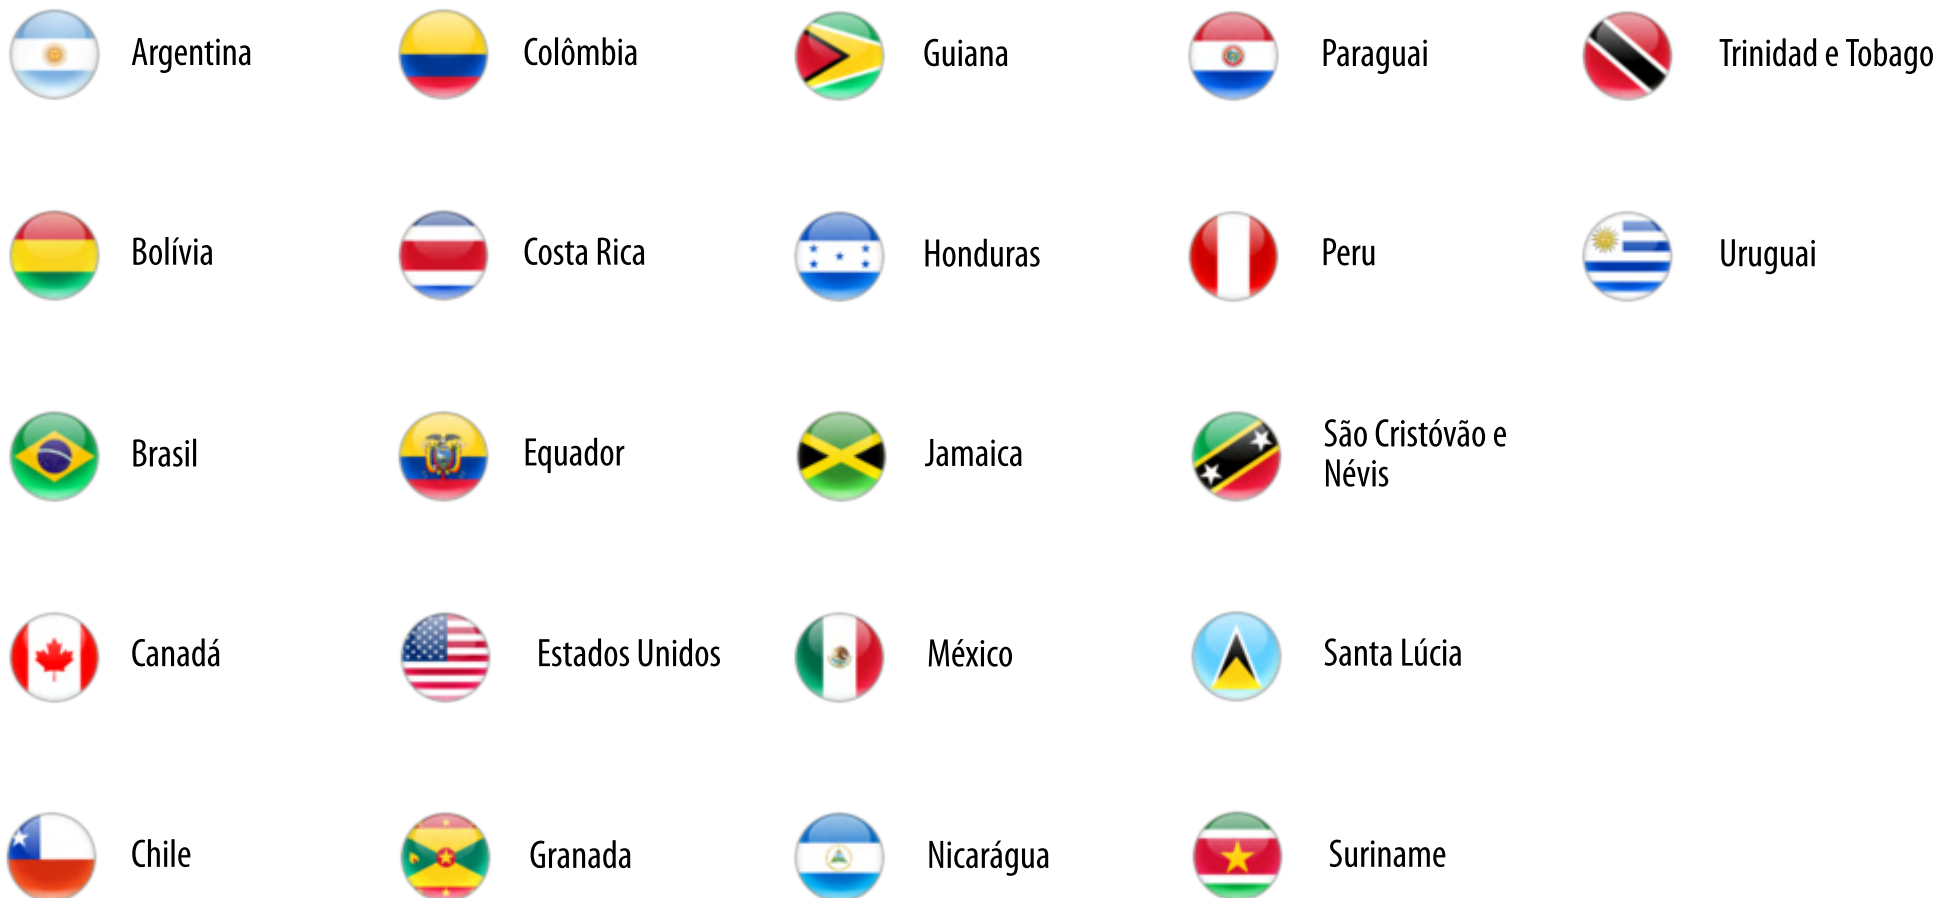 Argentina
Colômbia
Guiana
Paraguai
Trinidad e Tobago
Bolívia
Costa Rica
Honduras
Peru
Uruguai
Brasil
Equador
Jamaica
São Cristóvão e
Névis
Canadá
Estados Unidos
México
Santa Lúcia
Chile
Granada
Nicarágua
Suriname